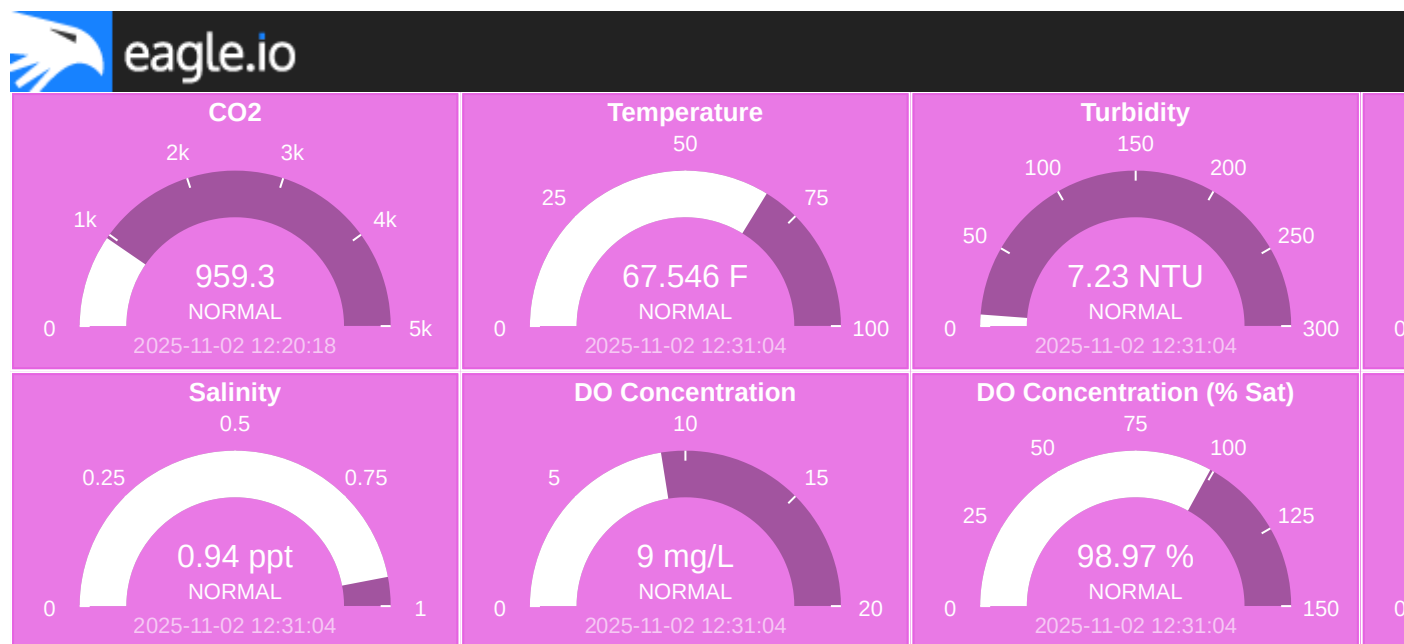 eagle.io
CO2
2k
3k
1k
4k
959.3
NORMAL
0
5k
2025-11-02 12:20:18
Temperature
50
25
75
67.546 F
NORMAL
0
100
2025-11-02 12:31:04
Turbidity
150
100
200
50
250
7.23 NTU
NORMAL
0
300
2025-11-02 12:31:04
0
Salinity
0.5
0.25
0.75
0.94 ppt
NORMAL
0
1
2025-11-02 12:31:04
DO Concentration
10
5
15
9 mg/L
NORMAL
0
20
2025-11-02 12:31:04
DO Concentration (% Sat)
75
50
100
25
125
98.97 %
NORMAL
0
150
2025-11-02 12:31:04
0